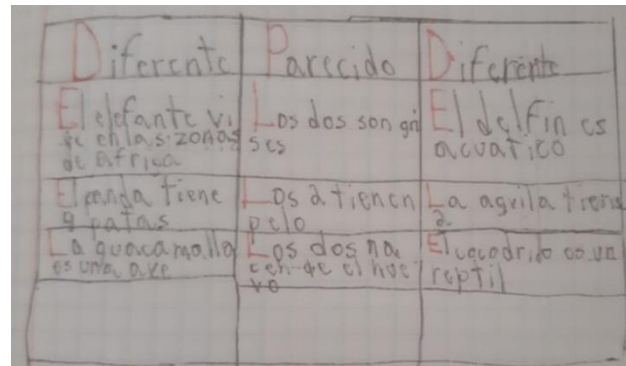 Diferente
Parecido
Diferente
El elefante vi
ve en las zonas
de africa
Los dos son gri
ses
El delfin es
acuatico
El panda tiene
4 patas
Los 2 tienen
pelo
La aguila tiene
2
La guacamalla
es una ave
Los dos na
cen de el hue
vo
El cocodrilo es un
reptil